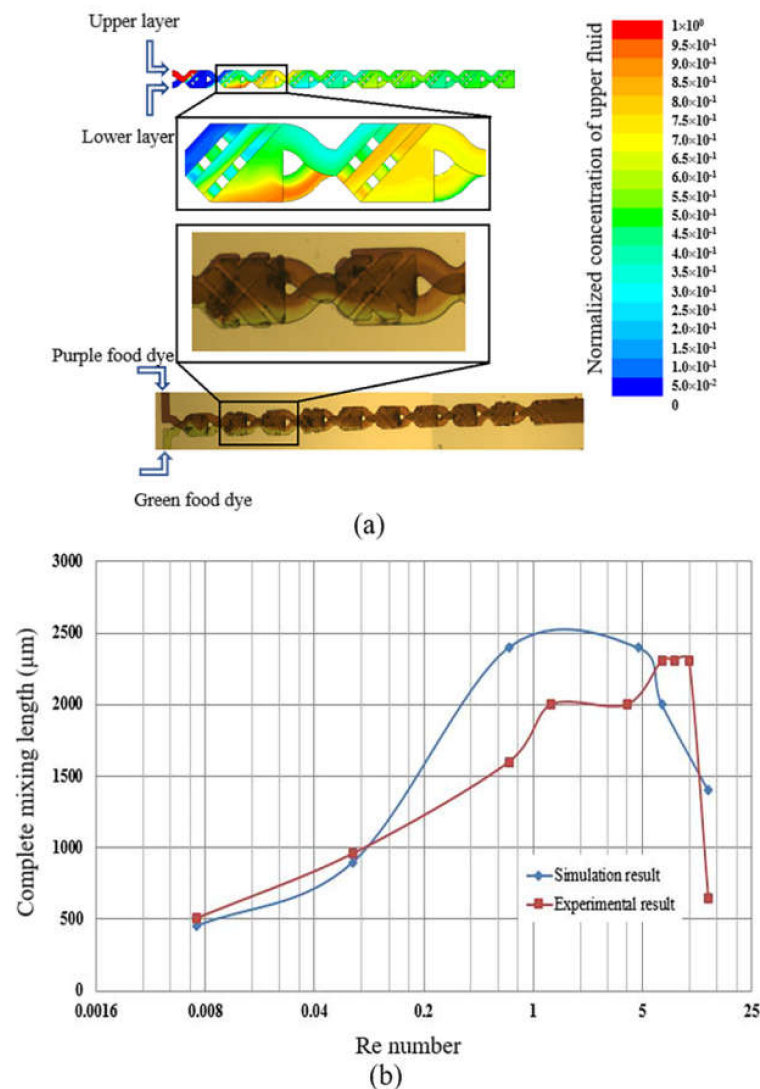 Upper layer
Lower layer
1×10⁰
9.5×10⁻¹
9.0×10⁻¹
8.5×10⁻¹
8.0×10⁻¹
7.5×10⁻¹
7.0×10⁻¹
6.5×10⁻¹
6.0×10⁻¹
5.5×10⁻¹
5.0×10⁻¹
4.5×10⁻¹
4.0×10⁻¹
3.5×10⁻¹
3.0×10⁻¹
2.5×10⁻¹
2.0×10⁻¹
1.5×10⁻¹
1.0×10⁻¹
5.0×10⁻²
0
Normalized concentration of upper fluid
Purple food dye
Green food dye
(a)
3000
2500
2000
1500
1000
500
0
Complete mixing length (µm)
Simulation result
Experimental result
0.0016 0.008 0.04 0.2 1 5 25
Re number
(b)